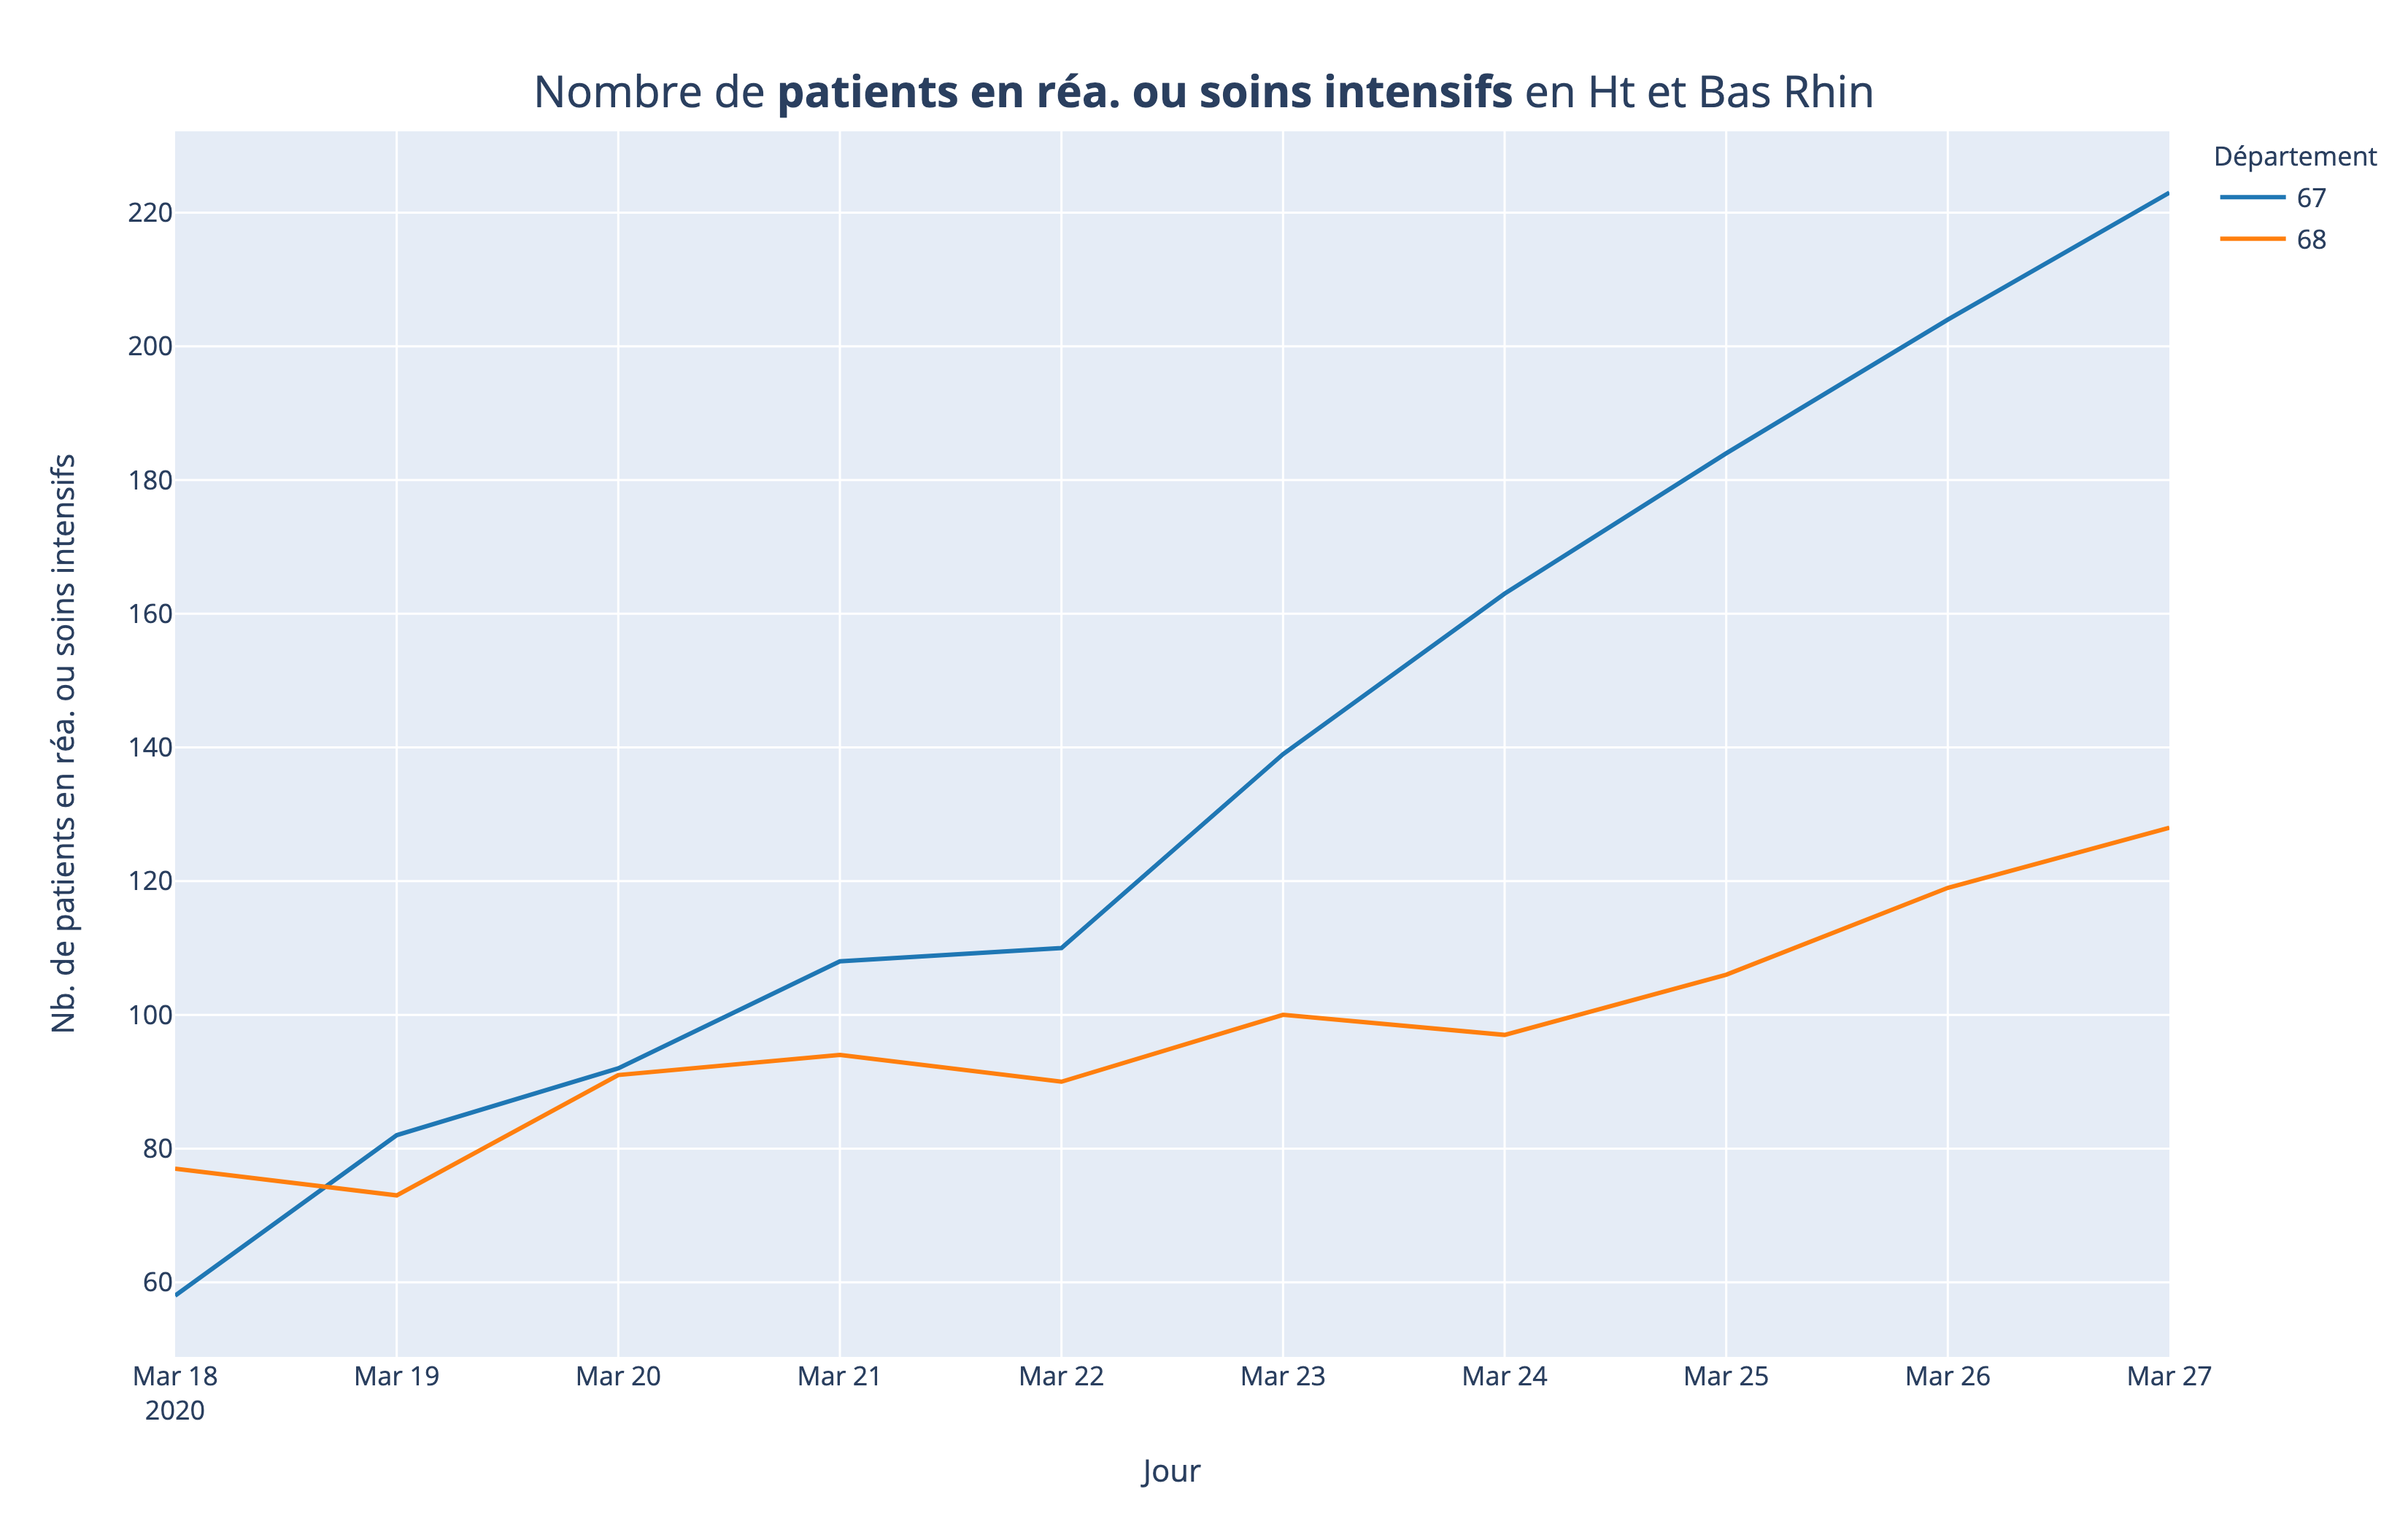 Nombre de patients en réa. ou soins intensifs en Ht et Bas Rhin
Département
67
68
Nb. de patients en réa. ou soins intensifs
220
200
180
160
140
120
100
80
60
Mar 18
2020
Mar 19
Mar 20
Mar 21
Mar 22
Mar 23
Mar 24
Mar 25
Mar 26
Mar 27
Jour